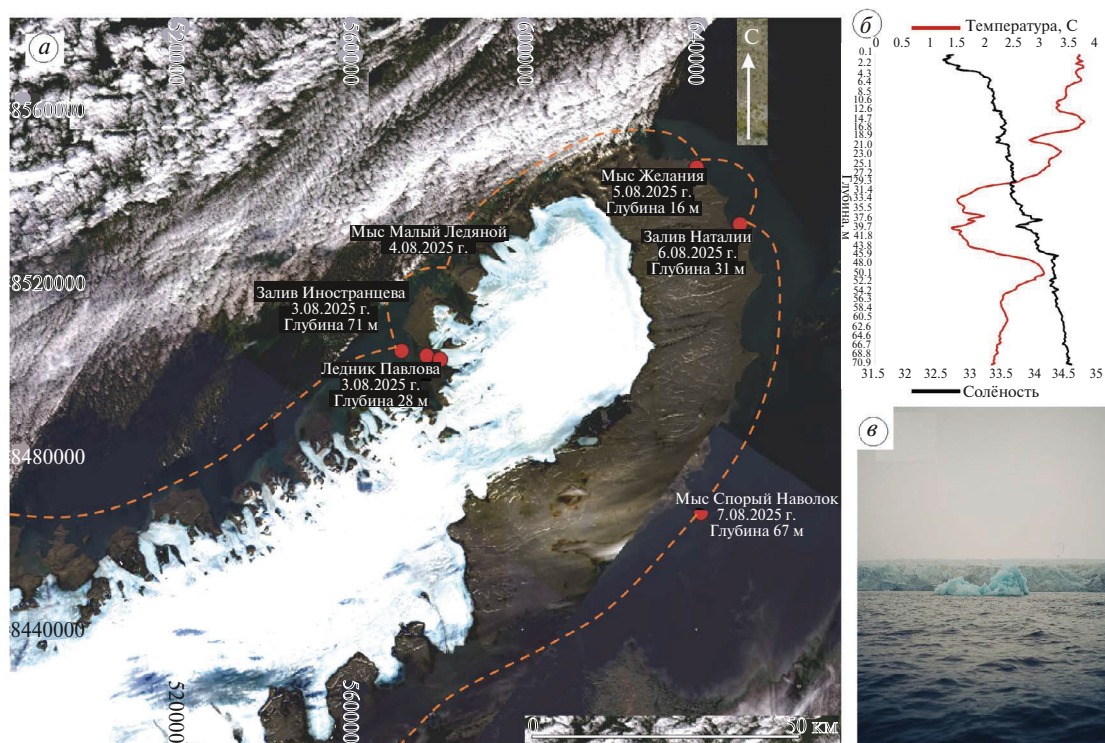 а
520000
560000
600000
640000
С
8560000
8520000
8480000
8440000
Мыс Желания
5.08.2025 г.
Глубина 16 м
Мыс Малый Ледяной
4.08.2025 г.
Залив Наталии
6.08.2025 г.
Глубина 31 м
Залив Иностранцева
3.08.2025 г.
Глубина 71 м
Ледник Павлова
3.08.2025 г.
Глубина 28 м
Мыс Спорый Наволок
7.08.2025 г.
Глубина 67 м
520000
560000
0 50 км
б
Температура, С
0 0.5 1 1.5 2 2.5 3 3.5 4
Глубина, м
0.1
2.2
4.3
6.4
8.5
10.6
12.6
14.7
16.8
18.9
21.0
23.0
25.1
27.2
29.3
31.4
33.4
35.5
37.6
39.7
41.8
43.8
45.9
48.0
50.1
52.2
54.2
56.3
58.4
60.5
62.6
64.6
66.7
68.8
70.9
31.5 32 32.5 33 33.5 34 34.5 35
Солёность
в